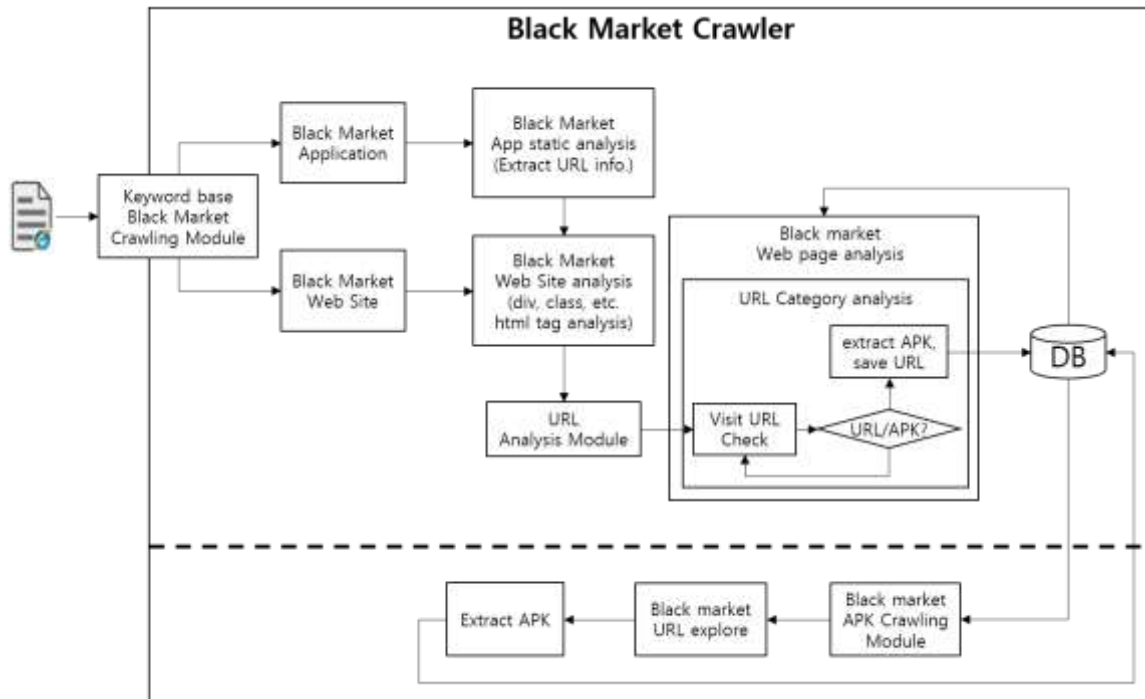 Black Market Crawler
Black Market
Application
Black Market
App static analysis
(Extract URL info.)
Keyword base
Black Market
Crawling Module
Black Market
Web Site
Black Market
Web Site analysis
(div, class, etc.
html tag analysis)
URL
Analysis Module
Black market
Web page analysis
URL Category analysis
extract APK,
save URL
Visit URL
Check
URL/APK?
DB
Extract APK
Black market
URL explore
Black market
APK Crawling
Module